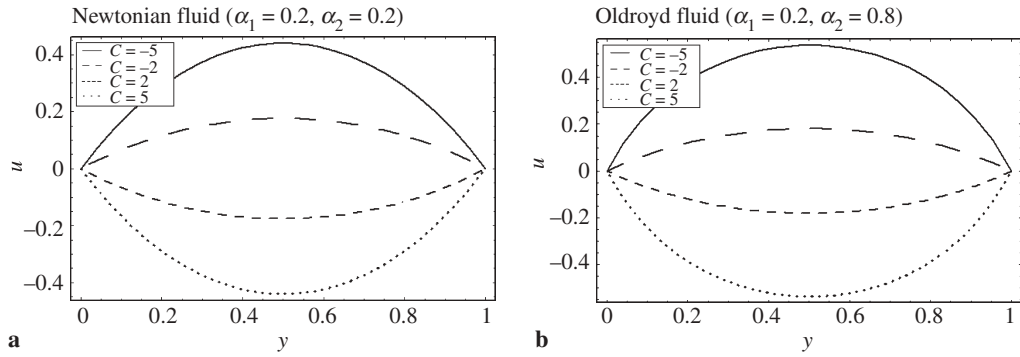 Newtonian fluid (α₁ = 0.2, α₂ = 0.2)
0.4
0.2
0
–0.2
–0.4
u
C = –5
C = –2
C = 2
C = 5
0 0.2 0.4 0.6 0.8 1
y
a
Oldroyd fluid (α₁ = 0.2, α₂ = 0.8)
0.4
0.2
0
–0.2
–0.4
u
C = –5
C = –2
C = 2
C = 5
0 0.2 0.4 0.6 0.8 1
y
b